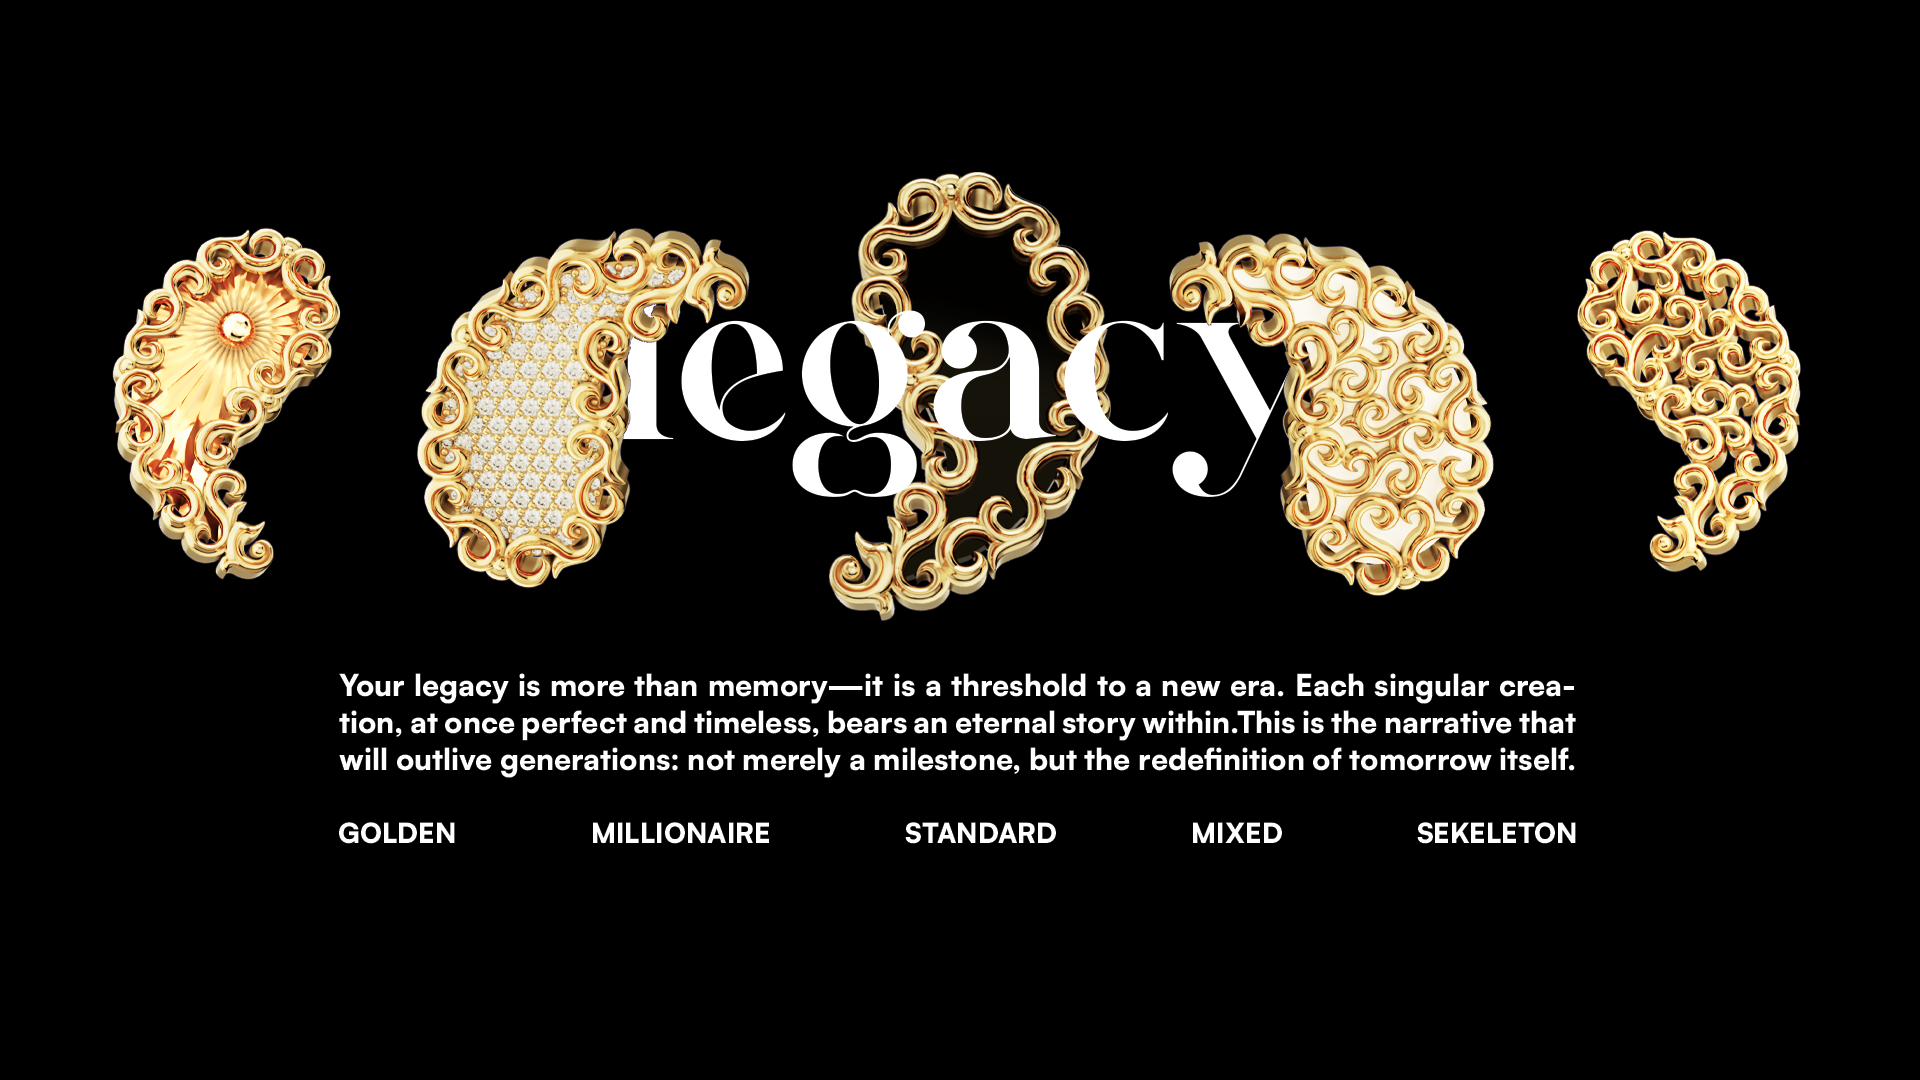 legacy
Your legacy is more than memory—it is a threshold to a new era. Each singular crea-
tion, at once perfect and timeless, bears an eternal story within.This is the narrative that
will outlive generations: not merely a milestone, but the redefinition of tomorrow itself.
GOLDEN MILLIONAIRE STANDARD MIXED SEKELETON